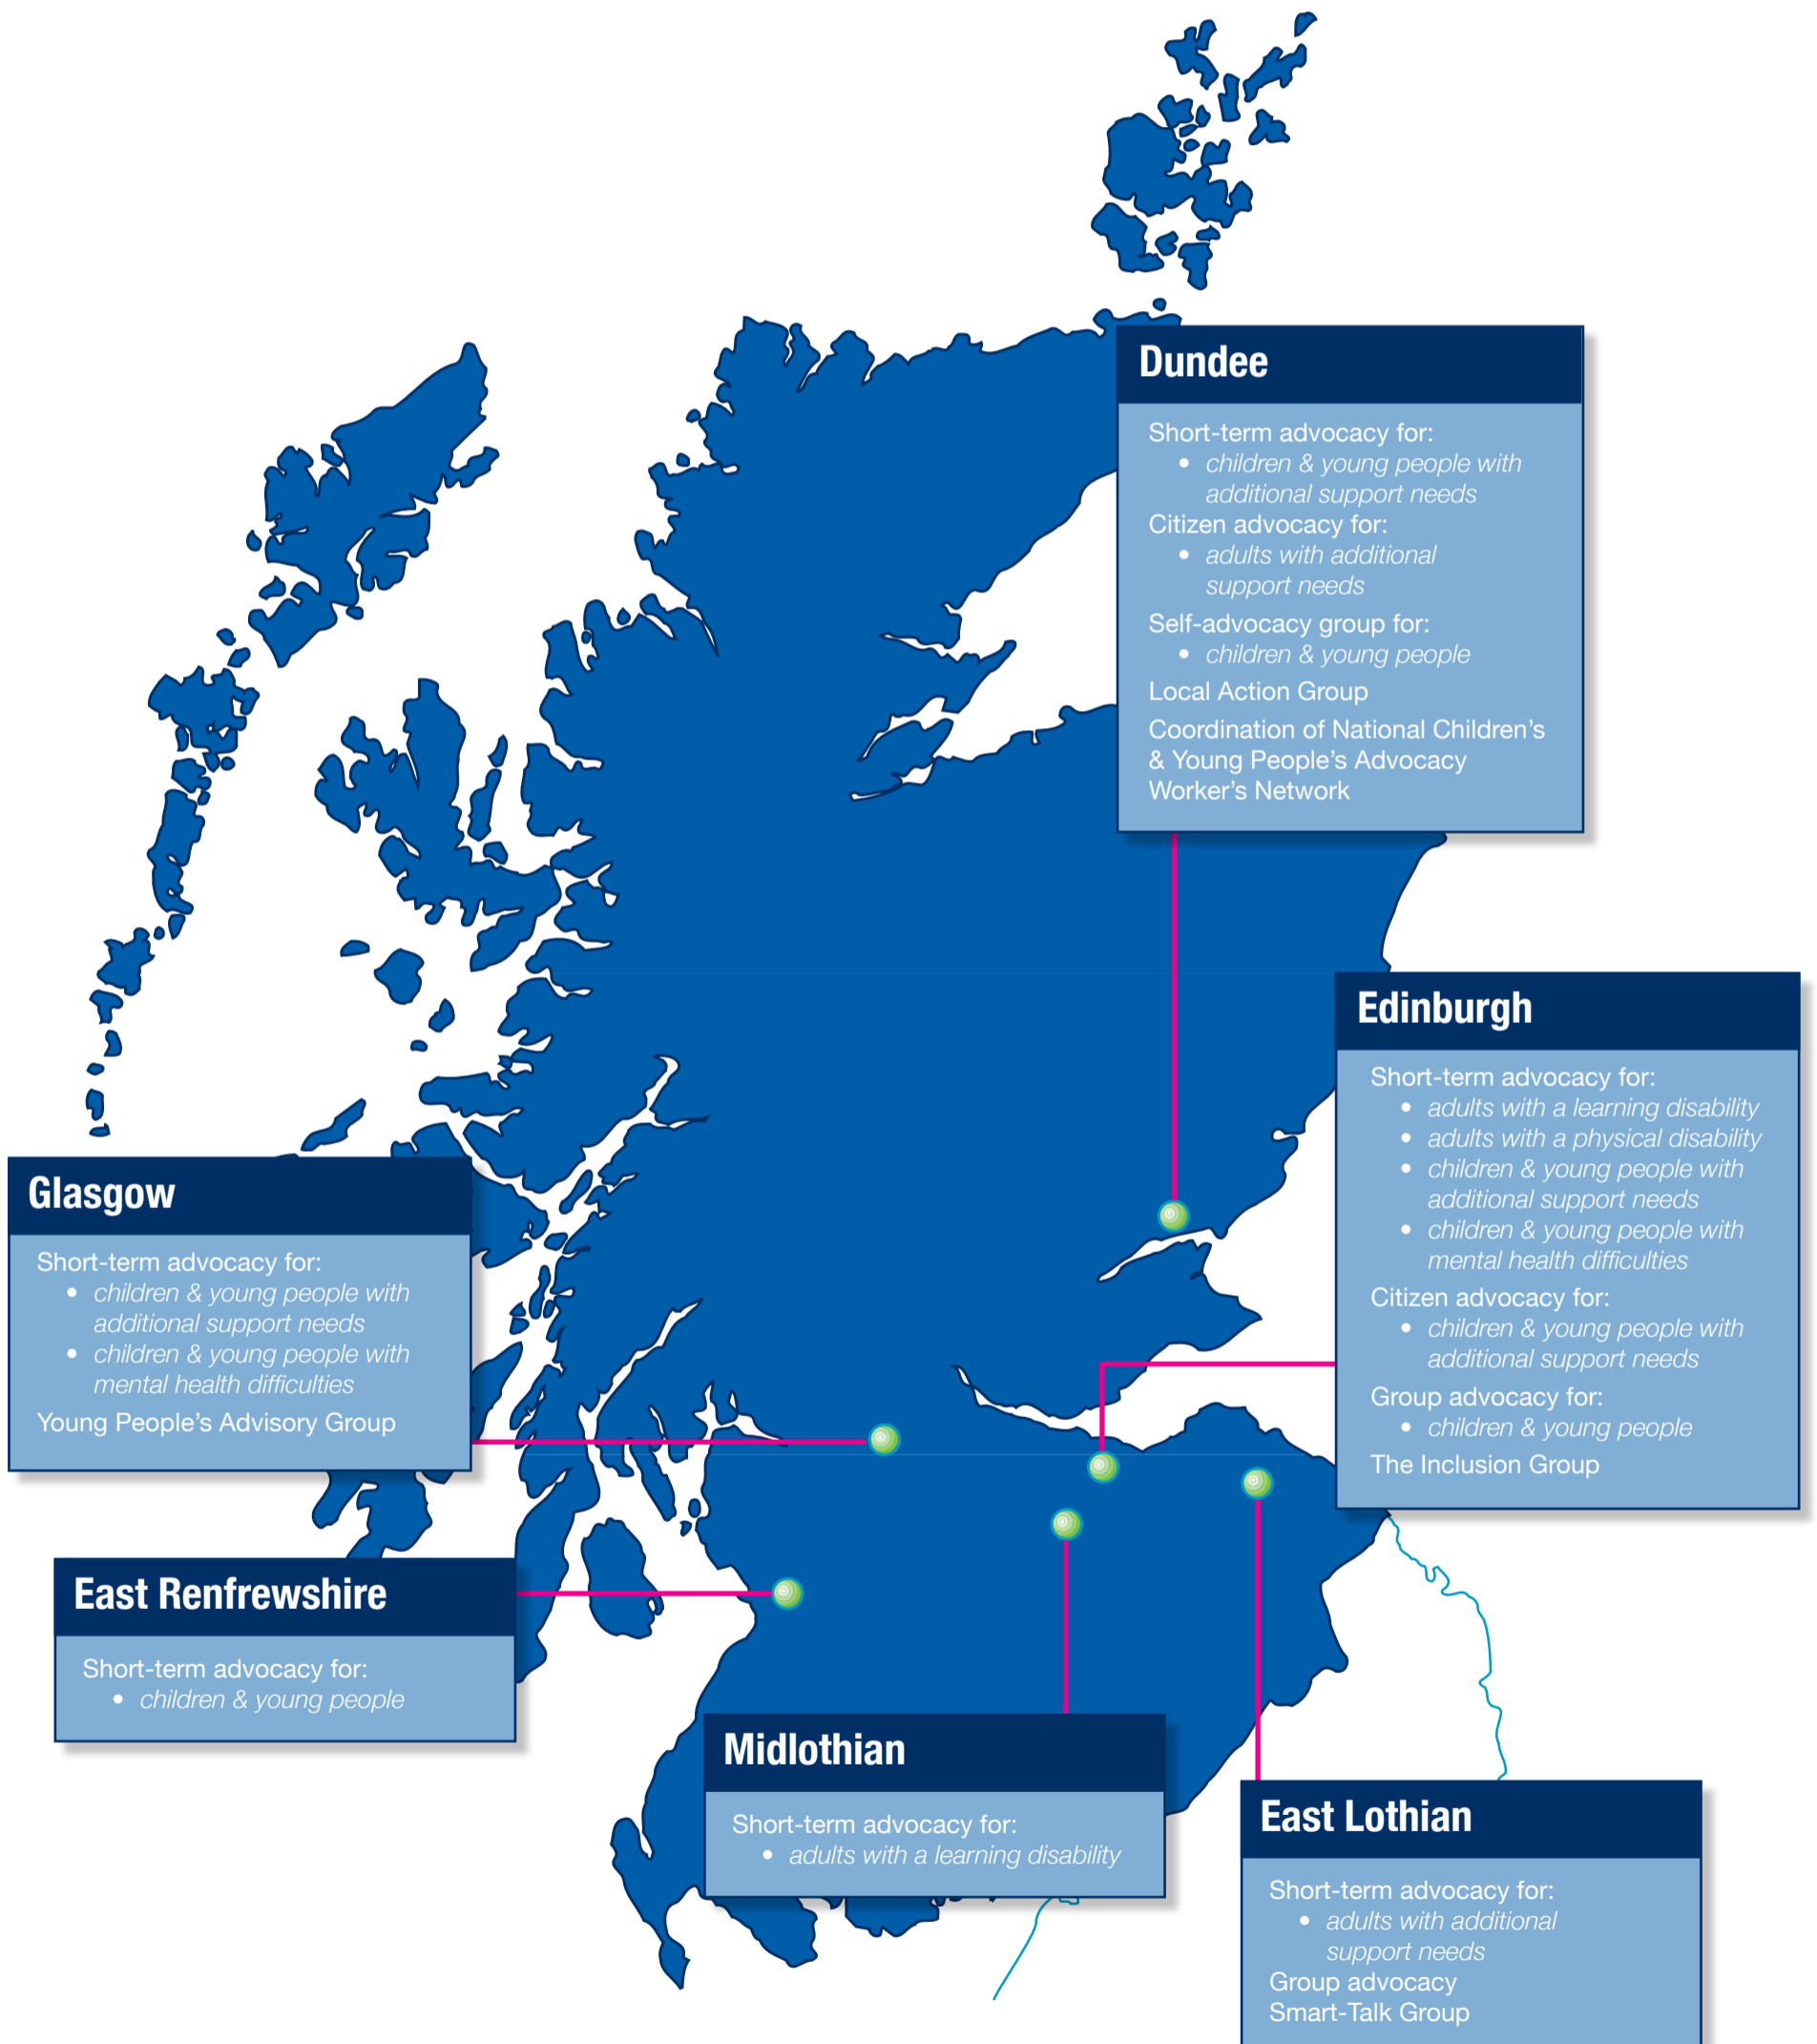 Dundee
Short-term advocacy for:
• children & young people with
additional support needs
Citizen advocacy for:
• adults with additional
support needs
Self-advocacy group for:
• children & young people
Local Action Group
Coordination of National Children’s
& Young People’s Advocacy
Worker’s Network
Edinburgh
Short-term advocacy for:
• adults with a learning disability
• adults with a physical disability
• children & young people with
additional support needs
• children & young people with
mental health difficulties
Citizen advocacy for:
• children & young people with
additional support needs
Group advocacy for:
• children & young people
The Inclusion Group
Glasgow
Short-term advocacy for:
• children & young people with
additional support needs
• children & young people with
mental health difficulties
Young People’s Advisory Group
East Renfrewshire
Short-term advocacy for:
• children & young people
Midlothian
Short-term advocacy for:
• adults with a learning disability
East Lothian
Short-term advocacy for:
• adults with additional
support needs
Group advocacy
Smart-Talk Group